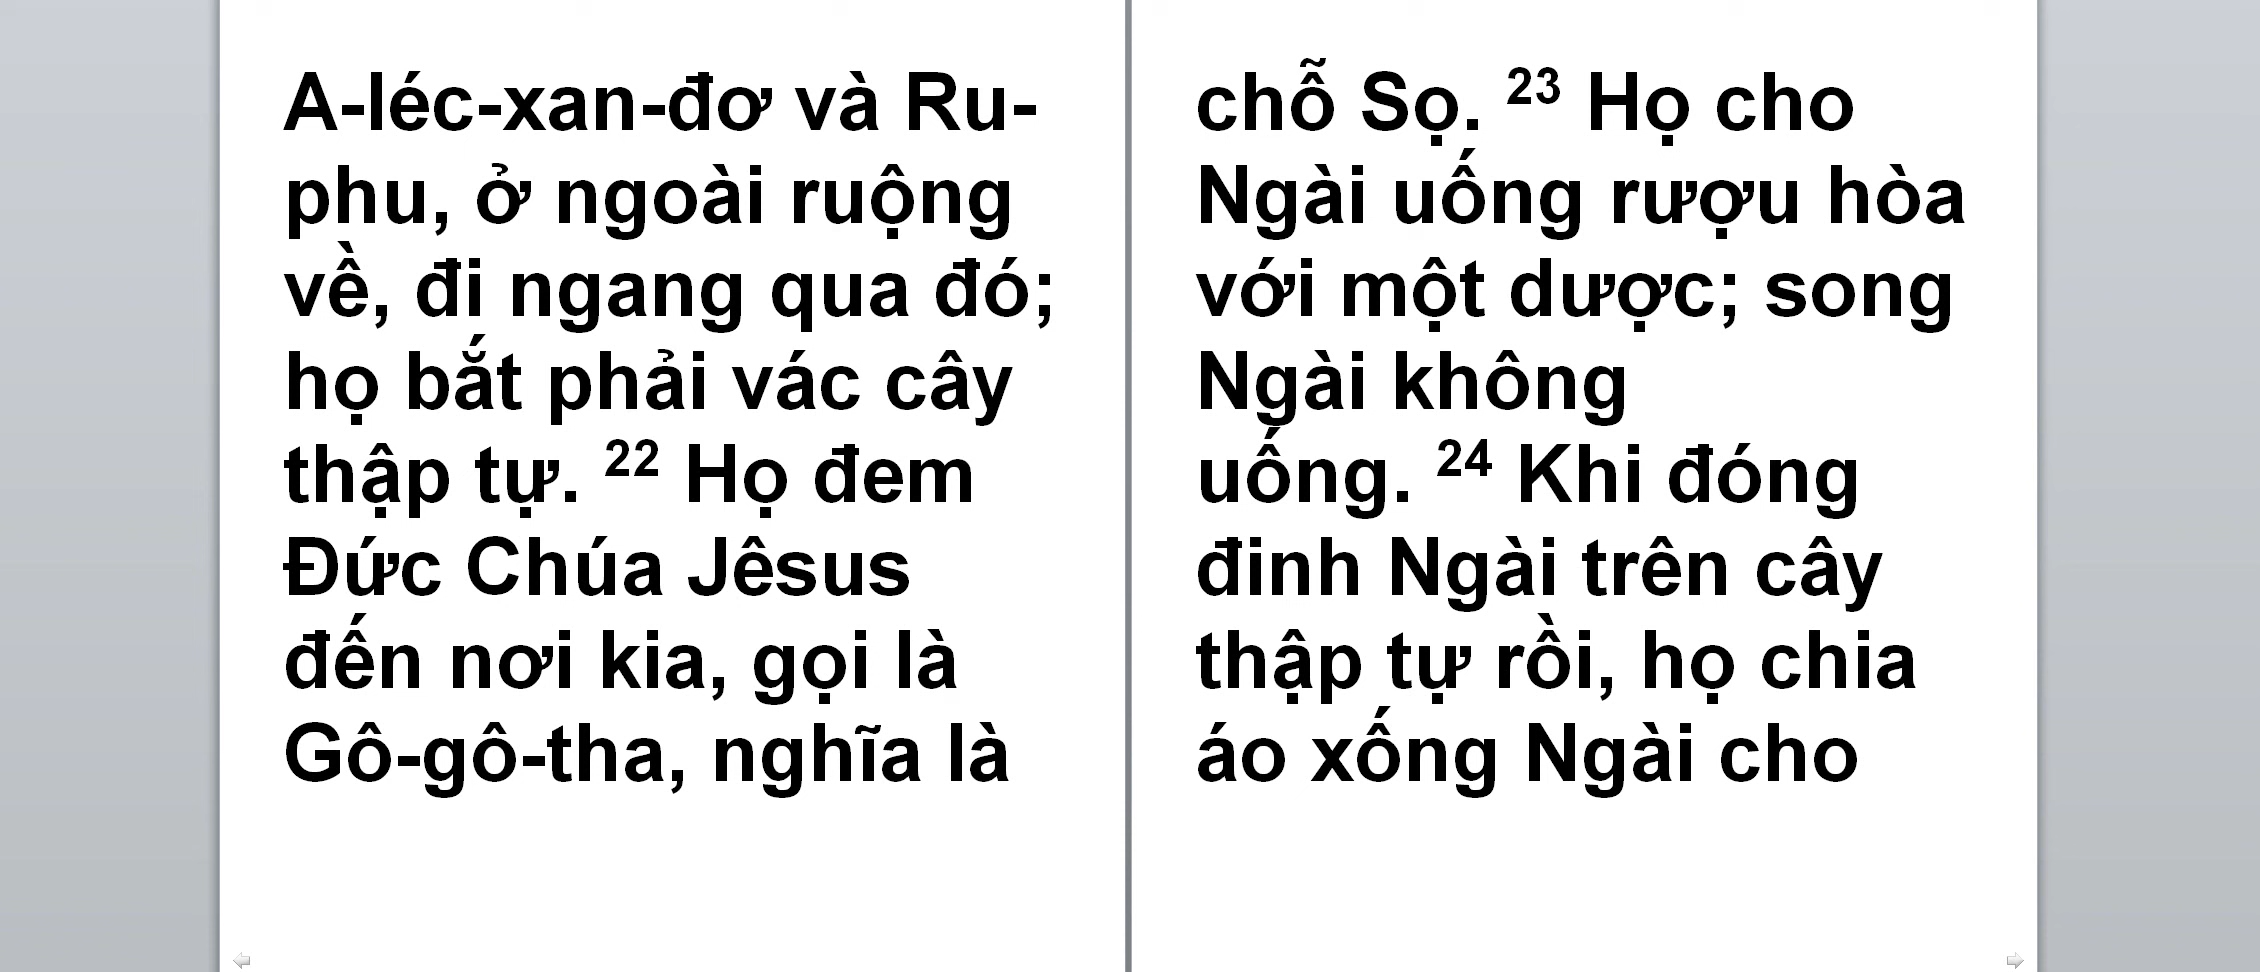 A-léc-xan-đơ và Ru-
phu, ở ngoài ruộng
về, đi ngang qua đó;
họ bắt phải vác cây
thập tự. 22 Họ đem
Đức Chúa Jêsus
đến nơi kia, gọi là
Gô-gô-tha, nghĩa là
chỗ Sọ. 23 Họ cho
Ngài uống rượu hòa
với một dược; song
Ngài không
uống. 24 Khi đóng
đinh Ngài trên cây
thập tự rồi, họ chia
áo xống Ngài cho